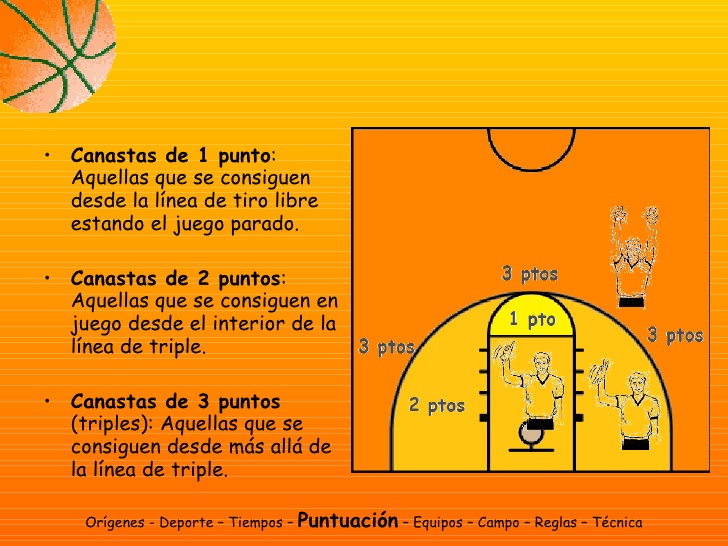 • Canastas de 1 punto:
Aquellas que se consiguen
desde la línea de tiro libre
estando el juego parado.
• Canastas de 2 puntos:
Aquellas que se consiguen en
juego desde el interior de la
línea de triple.
• Canastas de 3 puntos
(triples): Aquellas que se
consiguen desde más allá de
la línea de triple.
3 ptos
1 pto
3 ptos
3 ptos
2 ptos
Orígenes - Deporte – Tiempos – Puntuación – Equipos – Campo – Reglas – Técnica